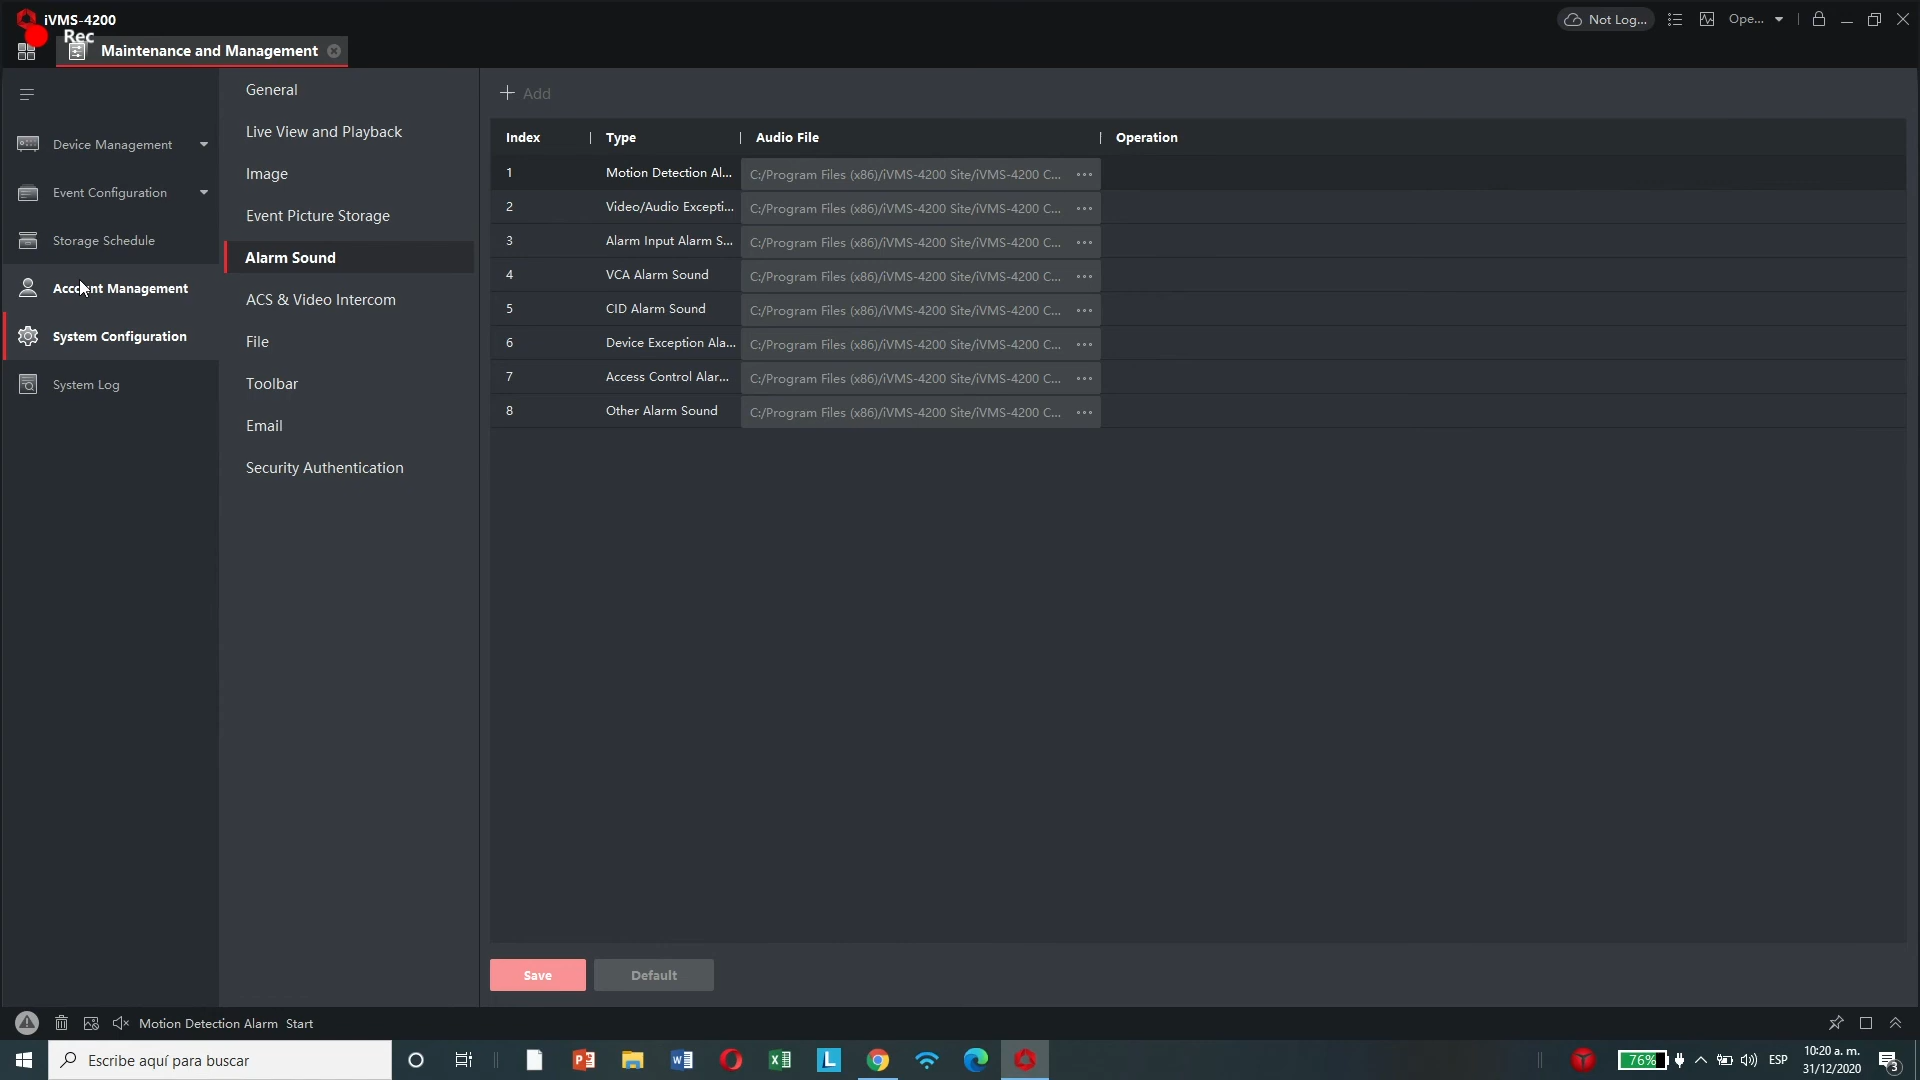 iVMS-4200
Rec
Not Log...
Ope...
Maintenance and Management
Device Management
Event Configuration
Storage Schedule
Account Management
System Configuration
System Log
General
Live View and Playback
Image
Event Picture Storage
Alarm Sound
ACS & Video Intercom
File
Toolbar
Email
Security Authentication
Add
Index Type Audio File Operation
1 Motion Detection Al... C:/Program Files (x86)/iVMS-4200 Site/iVMS-4200 C... ...
2 Video/Audio Excepti... C:/Program Files (x86)/iVMS-4200 Site/iVMS-4200 C... ...
3 Alarm Input Alarm S... C:/Program Files (x86)/iVMS-4200 Site/iVMS-4200 C... ...
4 VCA Alarm Sound C:/Program Files (x86)/iVMS-4200 Site/iVMS-4200 C... ...
5 CID Alarm Sound C:/Program Files (x86)/iVMS-4200 Site/iVMS-4200 C... ...
6 Device Exception Ala... C:/Program Files (x86)/iVMS-4200 Site/iVMS-4200 C... ...
7 Access Control Alar... C:/Program Files (x86)/iVMS-4200 Site/iVMS-4200 C... ...
8 Other Alarm Sound C:/Program Files (x86)/iVMS-4200 Site/iVMS-4200 C... ...
Save Default
Motion Detection Alarm Start
Escribe aquí para buscar
76%
ESP
10:20 a. m.
31/12/2020
3